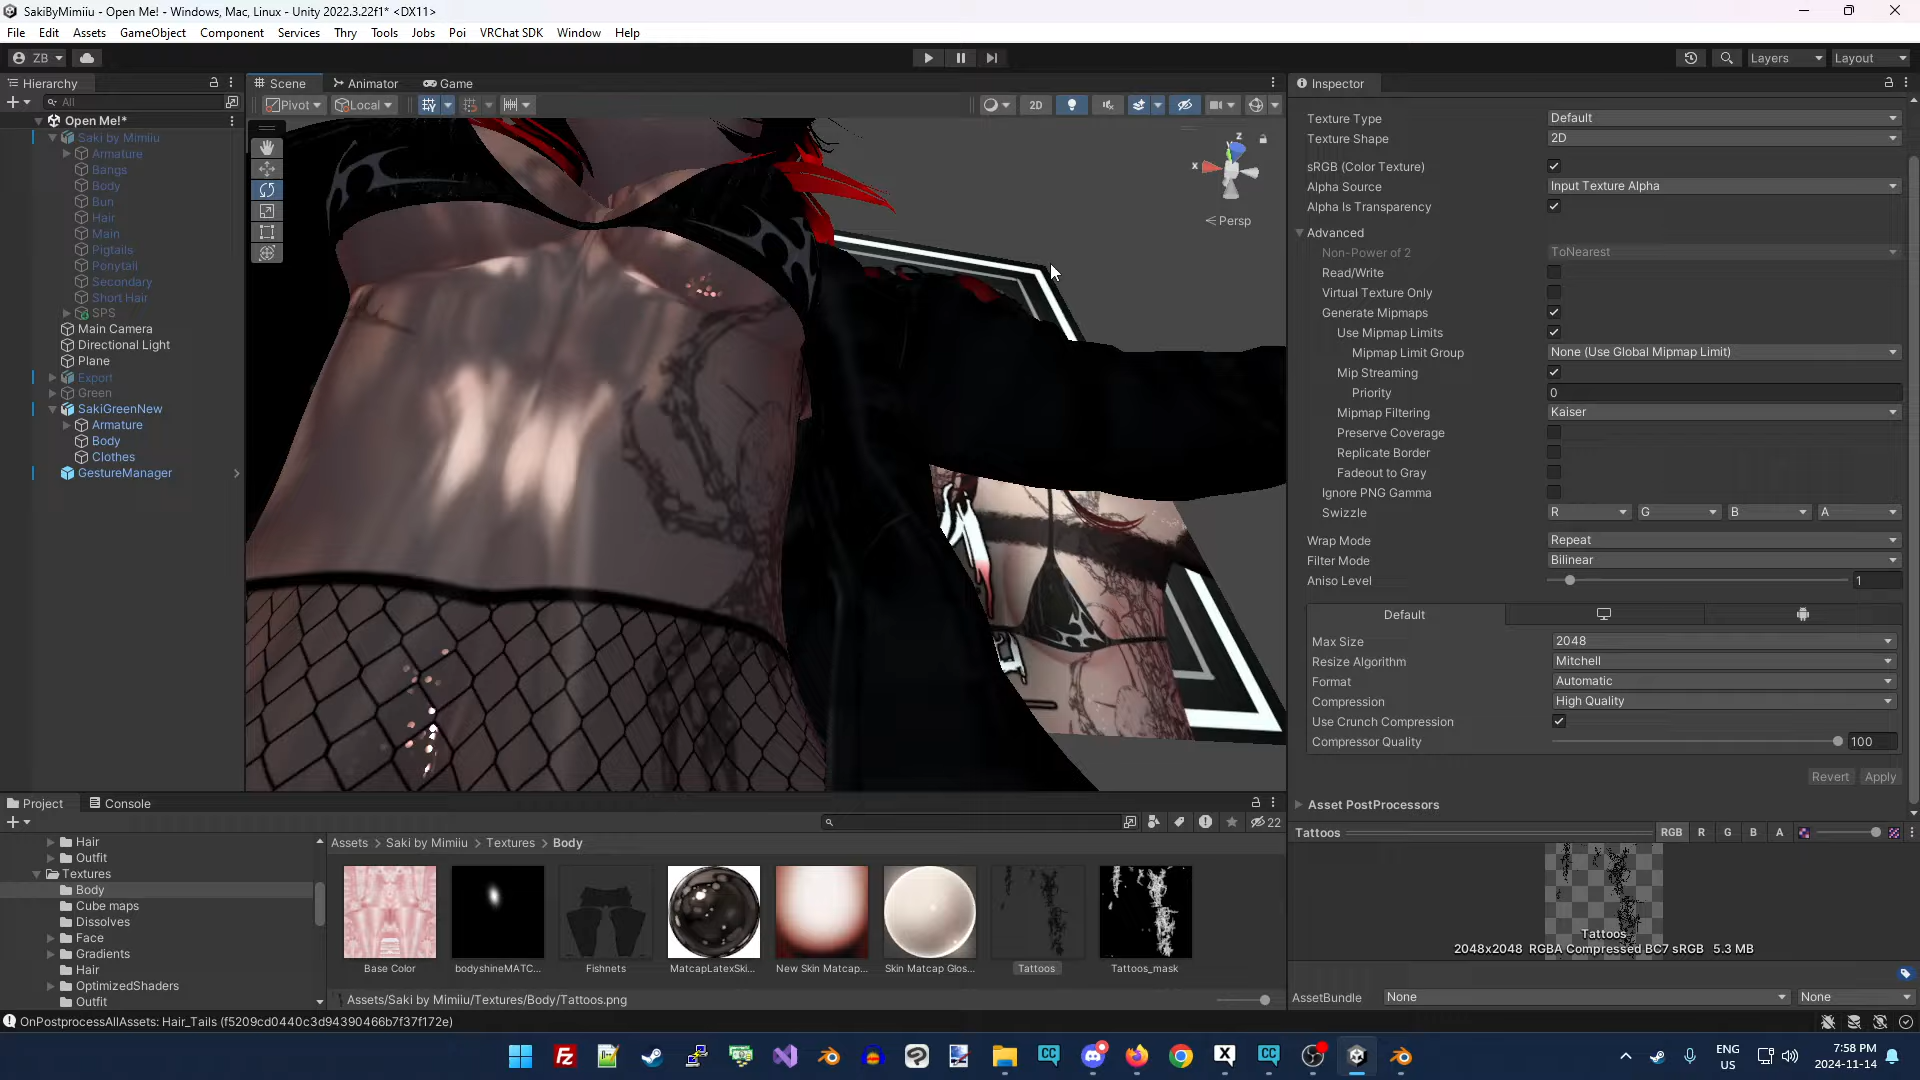 SakiByMimiiu - Open Me! - Windows, Mac, Linux - Unity 2022.3.22f1* <DX11>
File Edit Assets GameObject Component Services Thry Tools Jobs Poi VRChat SDK Window Help
ZB Layers Layout
Hierarchy Scene Animator Game Inspector
All Pivot Local 2D
Open Me!*
Saki by Mimiiu
Armature
Bangs
Body
Bun
Hair
Main
Pigtails
Ponytail
Secondary
Short Hair
SPS
Main Camera
Directional Light
Plane
Export
Green
SakiGreenNew
Armature
Body
Clothes
GestureManager
z
x
< Persp
Texture Type Default
Texture Shape 2D
sRGB (Color Texture)
Alpha Source Input Texture Alpha
Alpha Is Transparency
Advanced
Non-Power of 2 ToNearest
Read/Write
Virtual Texture Only
Generate Mipmaps
Use Mipmap Limits
Mipmap Limit Group None (Use Global Mipmap Limit)
Mip Streaming
Priority 0
Mipmap Filtering Kaiser
Preserve Coverage
Replicate Border
Fadeout to Gray
Ignore PNG Gamma
Swizzle R G B A
Wrap Mode Repeat
Filter Mode Bilinear
Aniso Level 1
Default
Max Size 2048
Resize Algorithm Mitchell
Format Automatic
Compression High Quality
Use Crunch Compression
Compressor Quality 100
Revert Apply
Asset PostProcessors
Tattoos RGB R G B A
Tattoos
2048x2048 RGBA Compressed BC7 sRGB 5.3 MB
AssetBundle None None
Project Console
22
Hair
Outfit
Textures
Body
Cube maps
Dissolves
Face
Gradients
Hair
OptimizedShaders
Outfit
Assets > Saki by Mimiiu > Textures > Body
Base Color bodyshineMATC... Fishnets MatcapLatexSki... New Skin Matcap... Skin Matcap Glos... Tattoos Tattoos_mask
Assets/Saki by Mimiiu/Textures/Body/Tattoos.png
OnPostprocessAllAssets: Hair_Tails (f5209cd0440c3d94390466b7f37f172e)
ENG
US
7:58 PM
2024-11-14